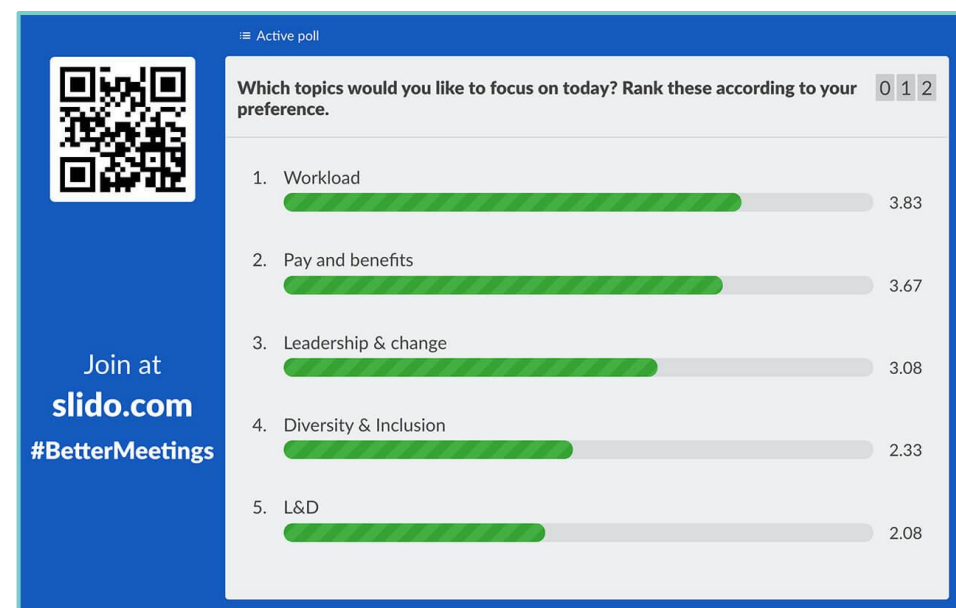 Active poll
Which topics would you like to focus on today? Rank these according to your
preference.
0 1 2
1. Workload
3.83
2. Pay and benefits
3.67
3. Leadership & change
3.08
4. Diversity & Inclusion
2.33
5. L&D
2.08
Join at
slido.com
#BetterMeetings